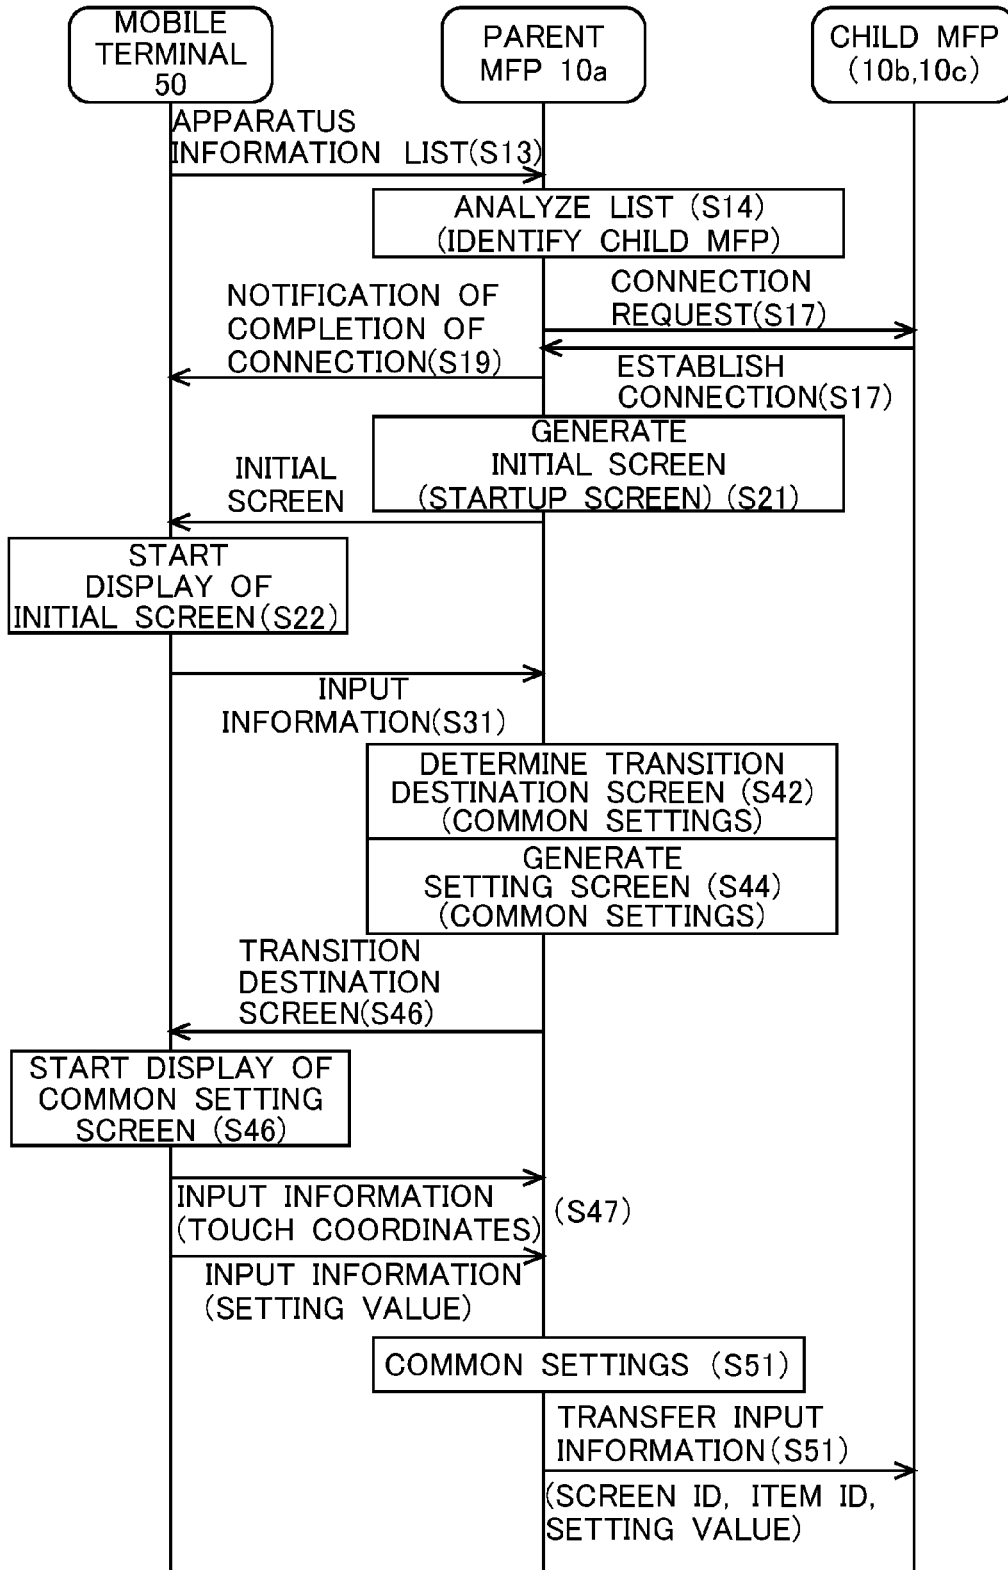 MOBILE
TERMINAL
50
PARENT
MFP 10a
CHILD MFP
(10b,10c)
APPARATUS
INFORMATION LIST(S13)
ANALYZE LIST (S14)
(IDENTIFY CHILD MFP)
CONNECTION
REQUEST(S17)
NOTIFICATION OF
COMPLETION OF
CONNECTION(S19)
ESTABLISH
CONNECTION(S17)
GENERATE
INITIAL SCREEN
(STARTUP SCREEN) (S21)
INITIAL
SCREEN
START
DISPLAY OF
INITIAL SCREEN(S22)
INPUT
INFORMATION(S31)
DETERMINE TRANSITION
DESTINATION SCREEN (S42)
(COMMON SETTINGS)
GENERATE
SETTING SCREEN (S44)
(COMMON SETTINGS)
TRANSITION
DESTINATION
SCREEN(S46)
START DISPLAY OF
COMMON SETTING
SCREEN (S46)
INPUT INFORMATION
(TOUCH COORDINATES)
(S47)
INPUT INFORMATION
(SETTING VALUE)
COMMON SETTINGS (S51)
TRANSFER INPUT
INFORMATION(S51)
(SCREEN ID, ITEM ID,
SETTING VALUE)